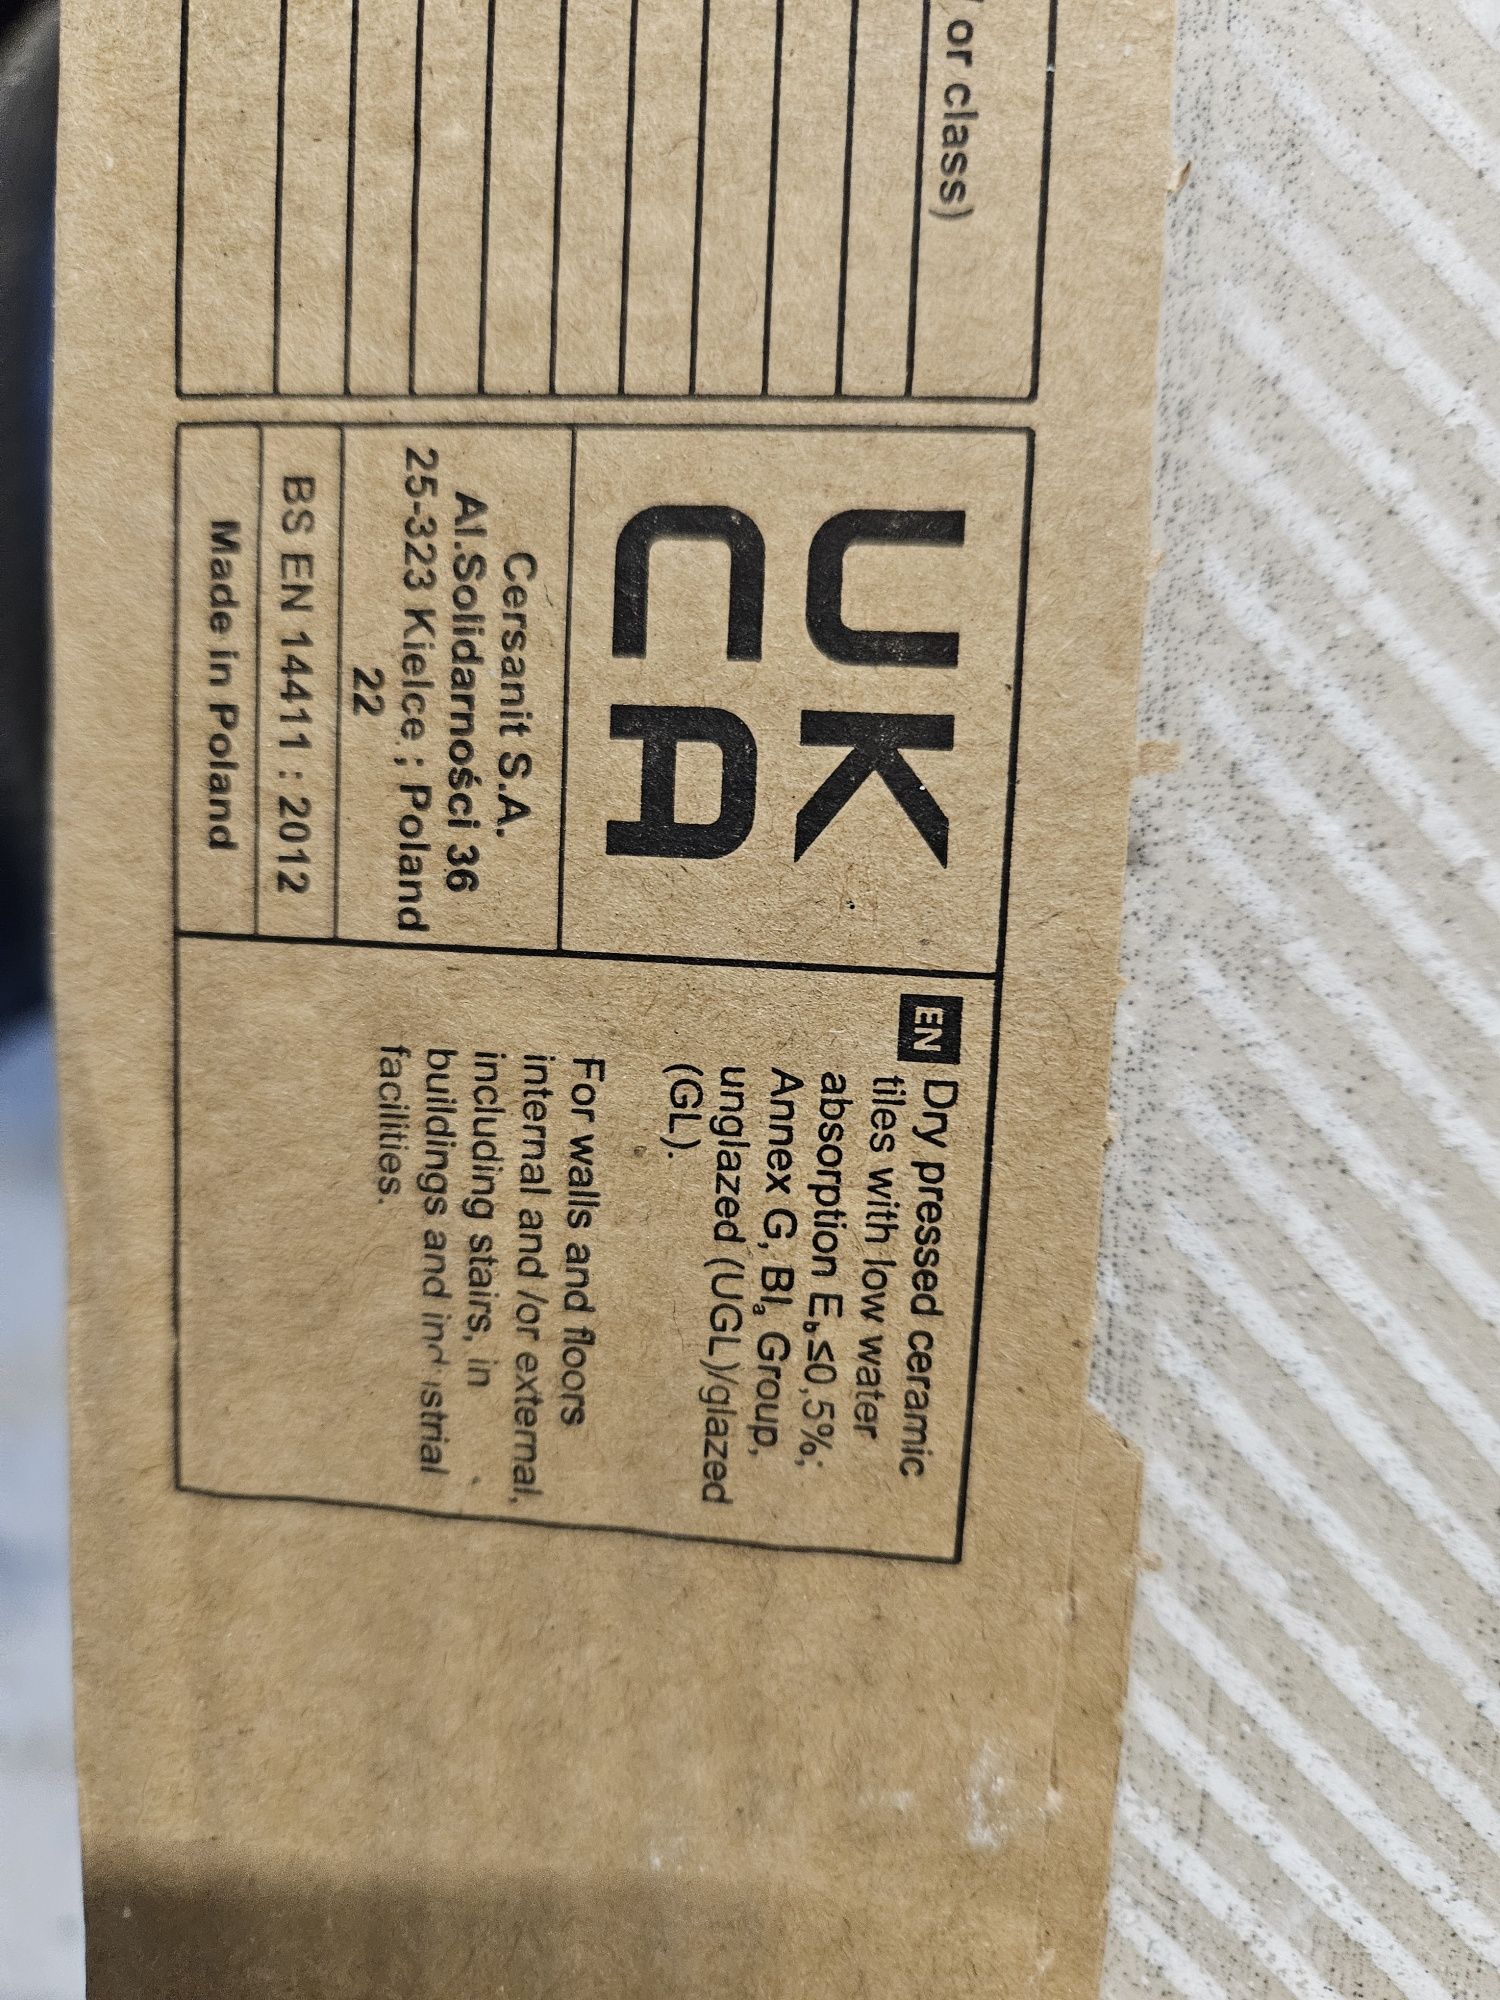 / or class)
UK
CA
Cersanit S.A.
Al.Solidarności 36
25-323 Kielce ; Poland
22
BS EN 14411 : 2012
Made in Poland
EN Dry pressed ceramic
tiles with low water
absorption Eb≤0,5%;
Annex G, BIa Group,
unglazed (UGL)/glazed
(GL).
For walls and floors
internal and /or external,
including stairs, in
buildings and industrial
facilities.